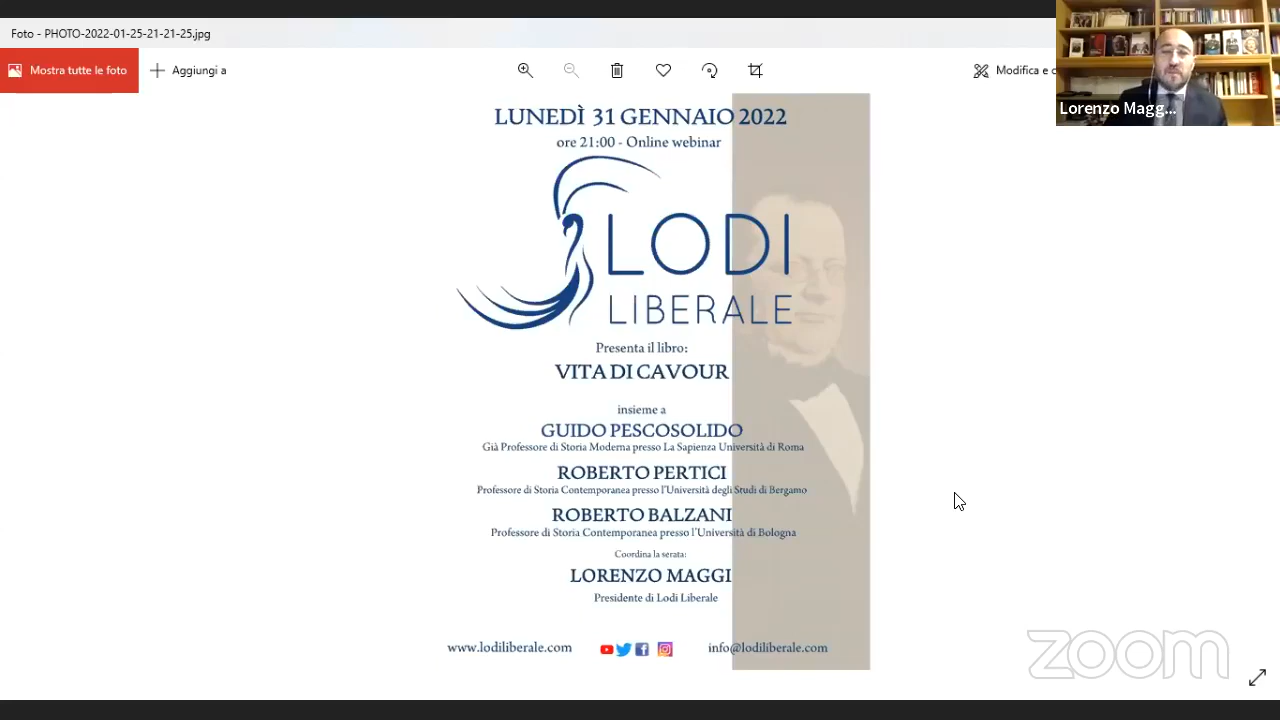 Foto - PHOTO-2022-01-25-21-21-25.jpg
Mostra tutte le foto
Aggiungi a
Modifica e c
Lorenzo Magg...
LUNEDÌ 31 GENNAIO 2022
ore 21:00 - Online webinar
LODI
LIBERALE
Presenta il libro:
VITA DI CAVOUR
insieme a
GUIDO PESCOSOLIDO
Già Professore di Storia Moderna presso La Sapienza Università di Roma
ROBERTO PERTICI
Professore di Storia Contemporanea presso l'Università degli Studi di Bergamo
ROBERTO BALZANI
Professore di Storia Contemporanea presso l'Università di Bologna
Coordina la serata:
LORENZO MAGGI
Presidente di Lodi Liberale
www.lodiliberale.com info@lodiliberale.com
zoom